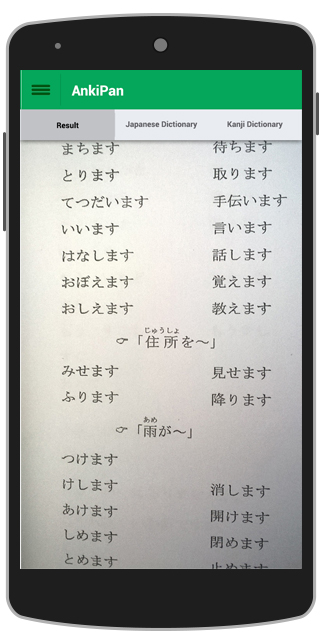 AnkiPan
Result Japanese Dictionary Kanji Dictionary
まちます 待ちます
とります 取ります
てつだいます 手伝います
いいます 言います
はなします 話します
おぼえます 覚えます
おしえます 教えます
じゅうしょ
☞「住所を～」
みせます 見せます
ふります 降ります
あめ
☞「雨が～」
つけます
けします 消します
あけます 開けます
しめます 閉めます
とめます 止めます